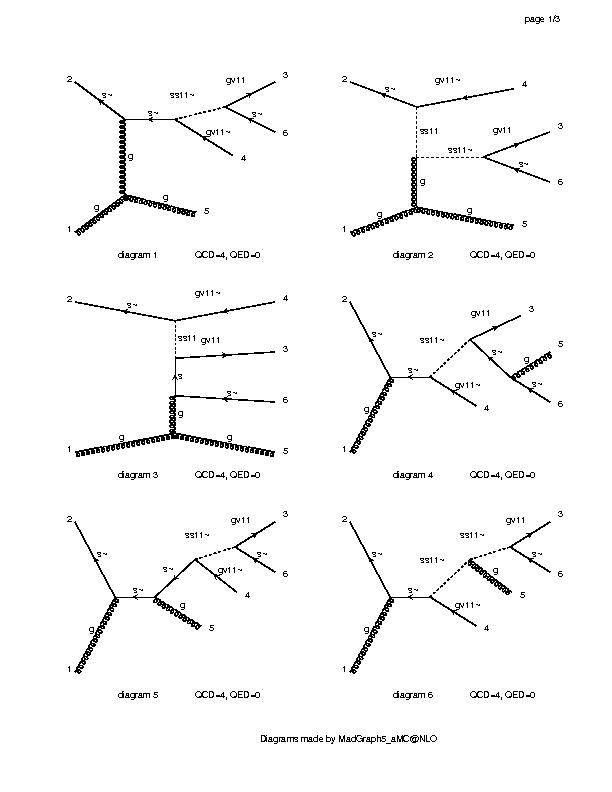 page 1/3
2 s~ s~ ss11~ gv11 3
s~ 6
gv11~ 4
g
g g 5
1
diagram 1 QCD=4, QED=0
2 s~ gv11~ 4
ss11 gv11 3
ss11~ s~ 6
g
g g 5
1
diagram 2 QCD=4, QED=0
2 s~ gv11~ 4
ss11 gv11 3
s s~ 6
g
1 g g 5
diagram 3 QCD=4, QED=0
2 s~ ss11~ gv11 3
s~ g 5
s~ gv11~ s~ 6
g 4
1
diagram 4 QCD=4, QED=0
2 s~ ss11~ gv11 3
s~ 6
s~ s~ gv11~ 4
g g 5
1
diagram 5 QCD=4, QED=0
2 s~ ss11~ gv11 3
s~ 6
s~ g 5
g gv11~ 4
1
diagram 6 QCD=4, QED=0
Diagrams made by MadGraph5_aMC@NLO